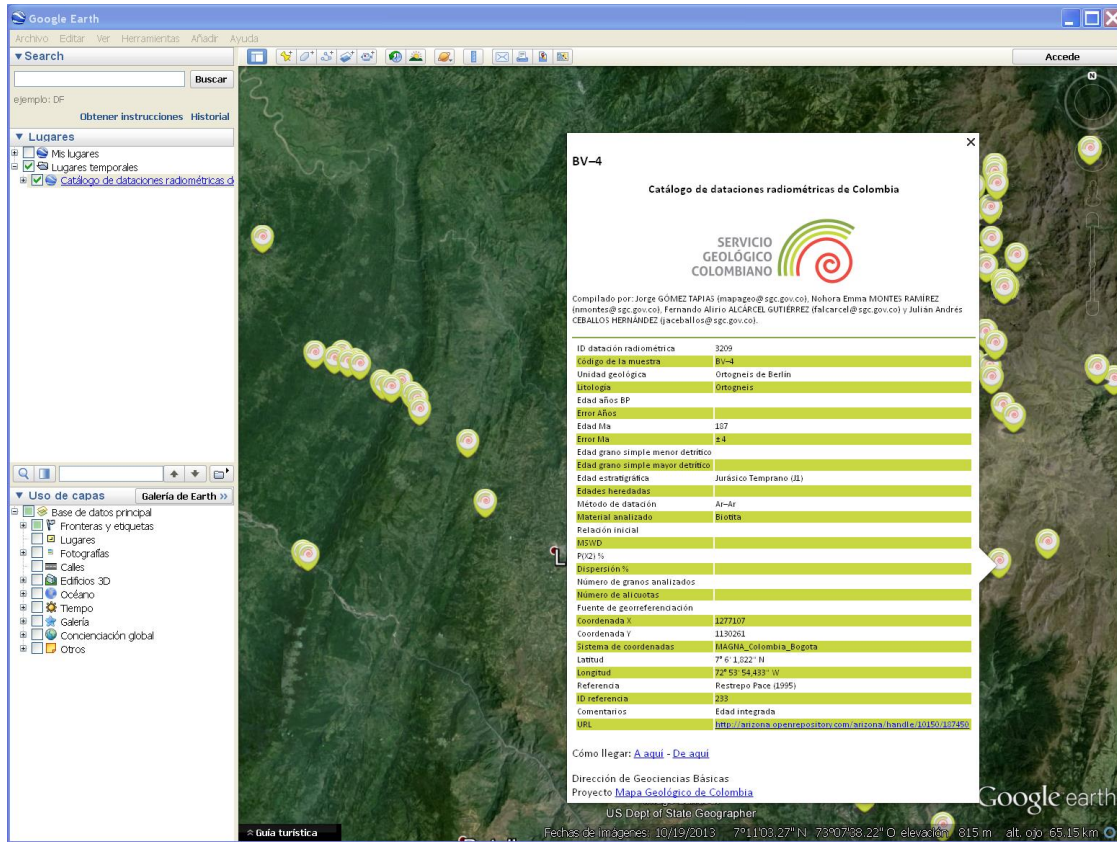 Google Earth
Archivo Editar Ver Herramientas Añadir Ayuda
Search
Buscar
ejemplo: DF
Obtener instrucciones Historial
Lugares
Mis lugares
Lugares temporales
Catálogo de dataciones radiométricas d
Uso de capas Galería de Earth »
Base de datos principal
Fronteras y etiquetas
Lugares
Fotografías
Calles
Edificios 3D
Océano
Tiempo
Galería
Concienciación global
Otros
Accede
N
BV–4
Catálogo de dataciones radiométricas de Colombia
SERVICIO
GEOLÓGICO
COLOMBIANO
Compilado por: Jorge GÓMEZ TAPIAS (mapageo@sgc.gov.co), Nohora Emma MONTES RAMÍREZ
(nmontes@sgc.gov.co), Fernando Alirio ALCÁRCEL GUTIÉRREZ (falcarcel@sgc.gov.co) y Julián Andrés
CEBALLOS HERNÁNDEZ (jaceballos@sgc.gov.co).
ID datación radiométrica 3209
Código de la muestra BV–4
Unidad geológica Ortogneis de Berlín
Litología Ortogneis
Edad años BP
Error Años
Edad Ma 187
Error Ma ±4
Edad grano simple menor detrítico
Edad grano simple mayor detrítico
Edad estratigráfica Jurásico Temprano (J1)
Edades heredadas
Método de datación Ar–Ar
Material analizado Biotita
Relación inicial
MSWD
P(X2) %
Dispersión %
Número de granos analizados
Número de alícuotas
Fuente de georreferenciación
Coordenada X 1277107
Coordenada Y 1130261
Sistema de coordenadas MAGNA_Colombia_Bogota
Latitud 7° 6' 1,822'' N
Longitud 72° 53' 54,433'' W
Referencia Restrepo Pace (1995)
ID referencia 233
Comentarios Edad integrada
URL http://arizona.openrepository.com/arizona/handle/10150/187450
Cómo llegar: A aquí - De aquí
Dirección de Geociencias Básicas
Proyecto Mapa Geológico de Colombia
US Dept of State Geographer
Google earth
Guía turística
Fechas de imágenes: 10/19/2013 7°11'03.27" N 73°07'38.22" O elevación 815 m alt. ojo 65.15 km